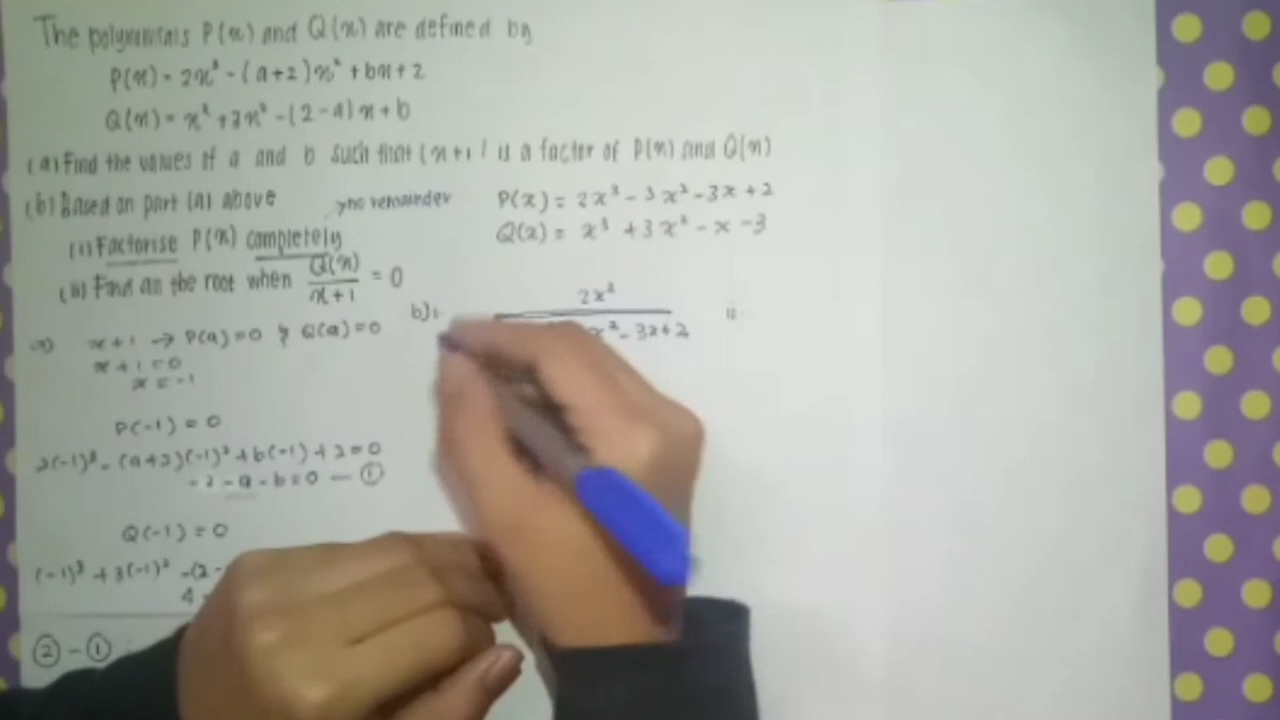 The polynomials P(x) and Q(x) are defined by
P(x) = 2x³ - (a+2)x² + bx + 2
Q(x) = x³ + 3x² - (2-a)x + b
(a) Find the values of a and b such that (x+1) is a factor of P(x) and Q(x)
(b) Based on part (a) above
→ no remainder
(i) Factorise P(x) completely
(ii) Find all the root when Q(x)/x+1 = 0
P(x) = 2x³ - 3x² - 3x + 2
Q(x) = x³ + 3x² - x - 3
a) x+1 → P(a)=0 & Q(a)=0
x+1=0
x = -1
P(-1) = 0
2(-1)³ - (a+2)(-1)² + b(-1) + 2 = 0
-2 - a - b = 0 — ①
Q(-1) = 0
(-1)³ + 3(-1)² - (2 -
4 -
② - ①
b) i.
2x²
x² - 3x + 2
ii.